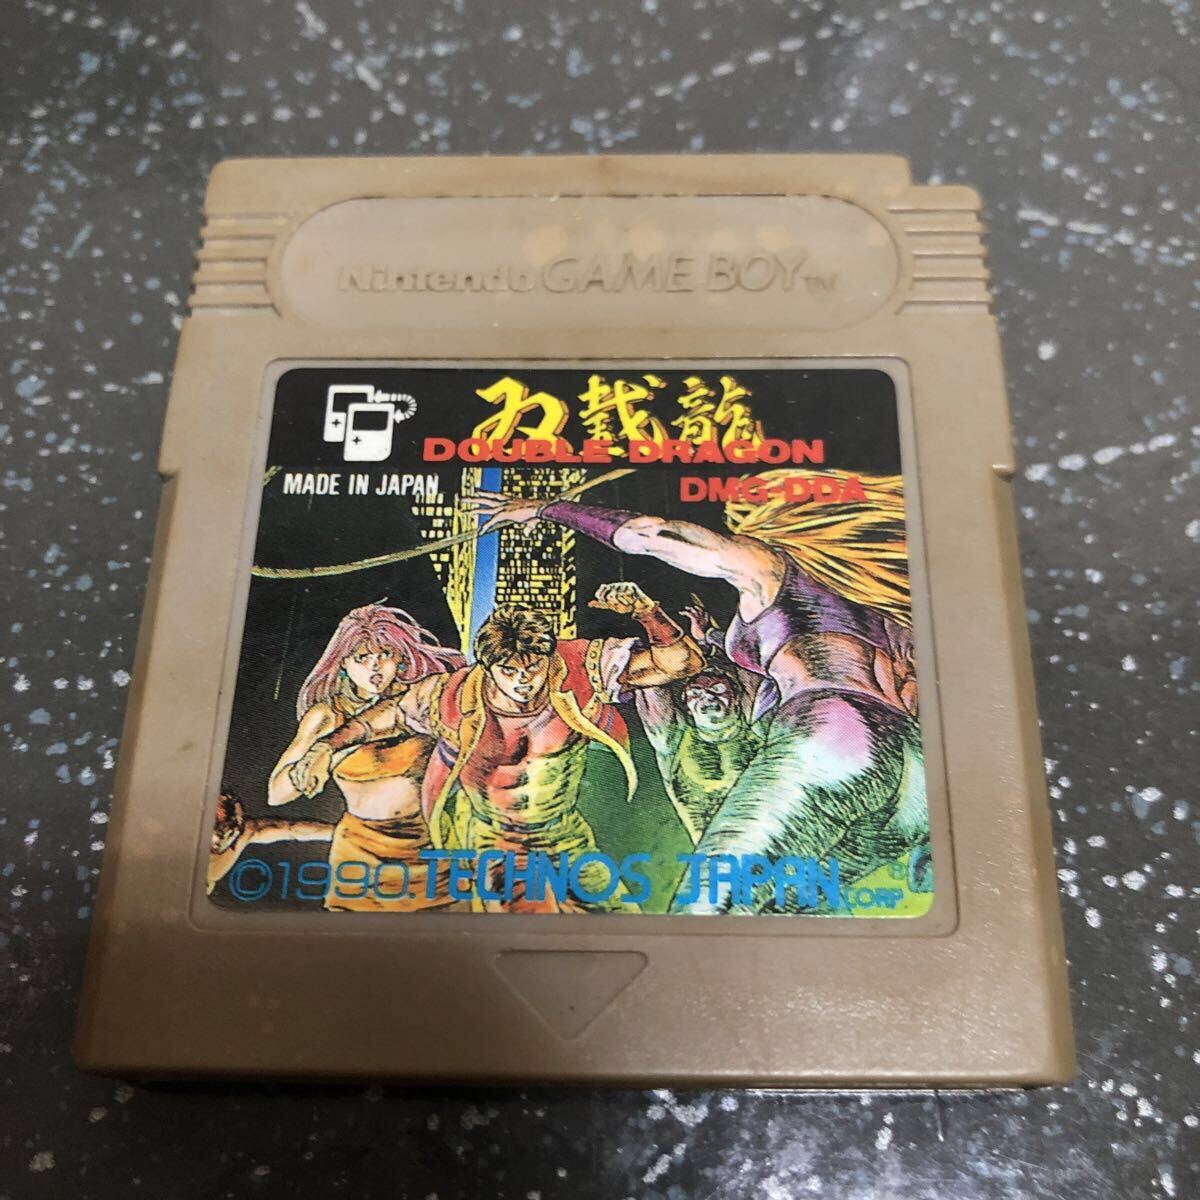 Nintendo GAME BOY™
双截龍
DOUBLE DRAGON
MADE IN JAPAN
DMG-DDA
©1990.TECHNOS JAPAN CORP.